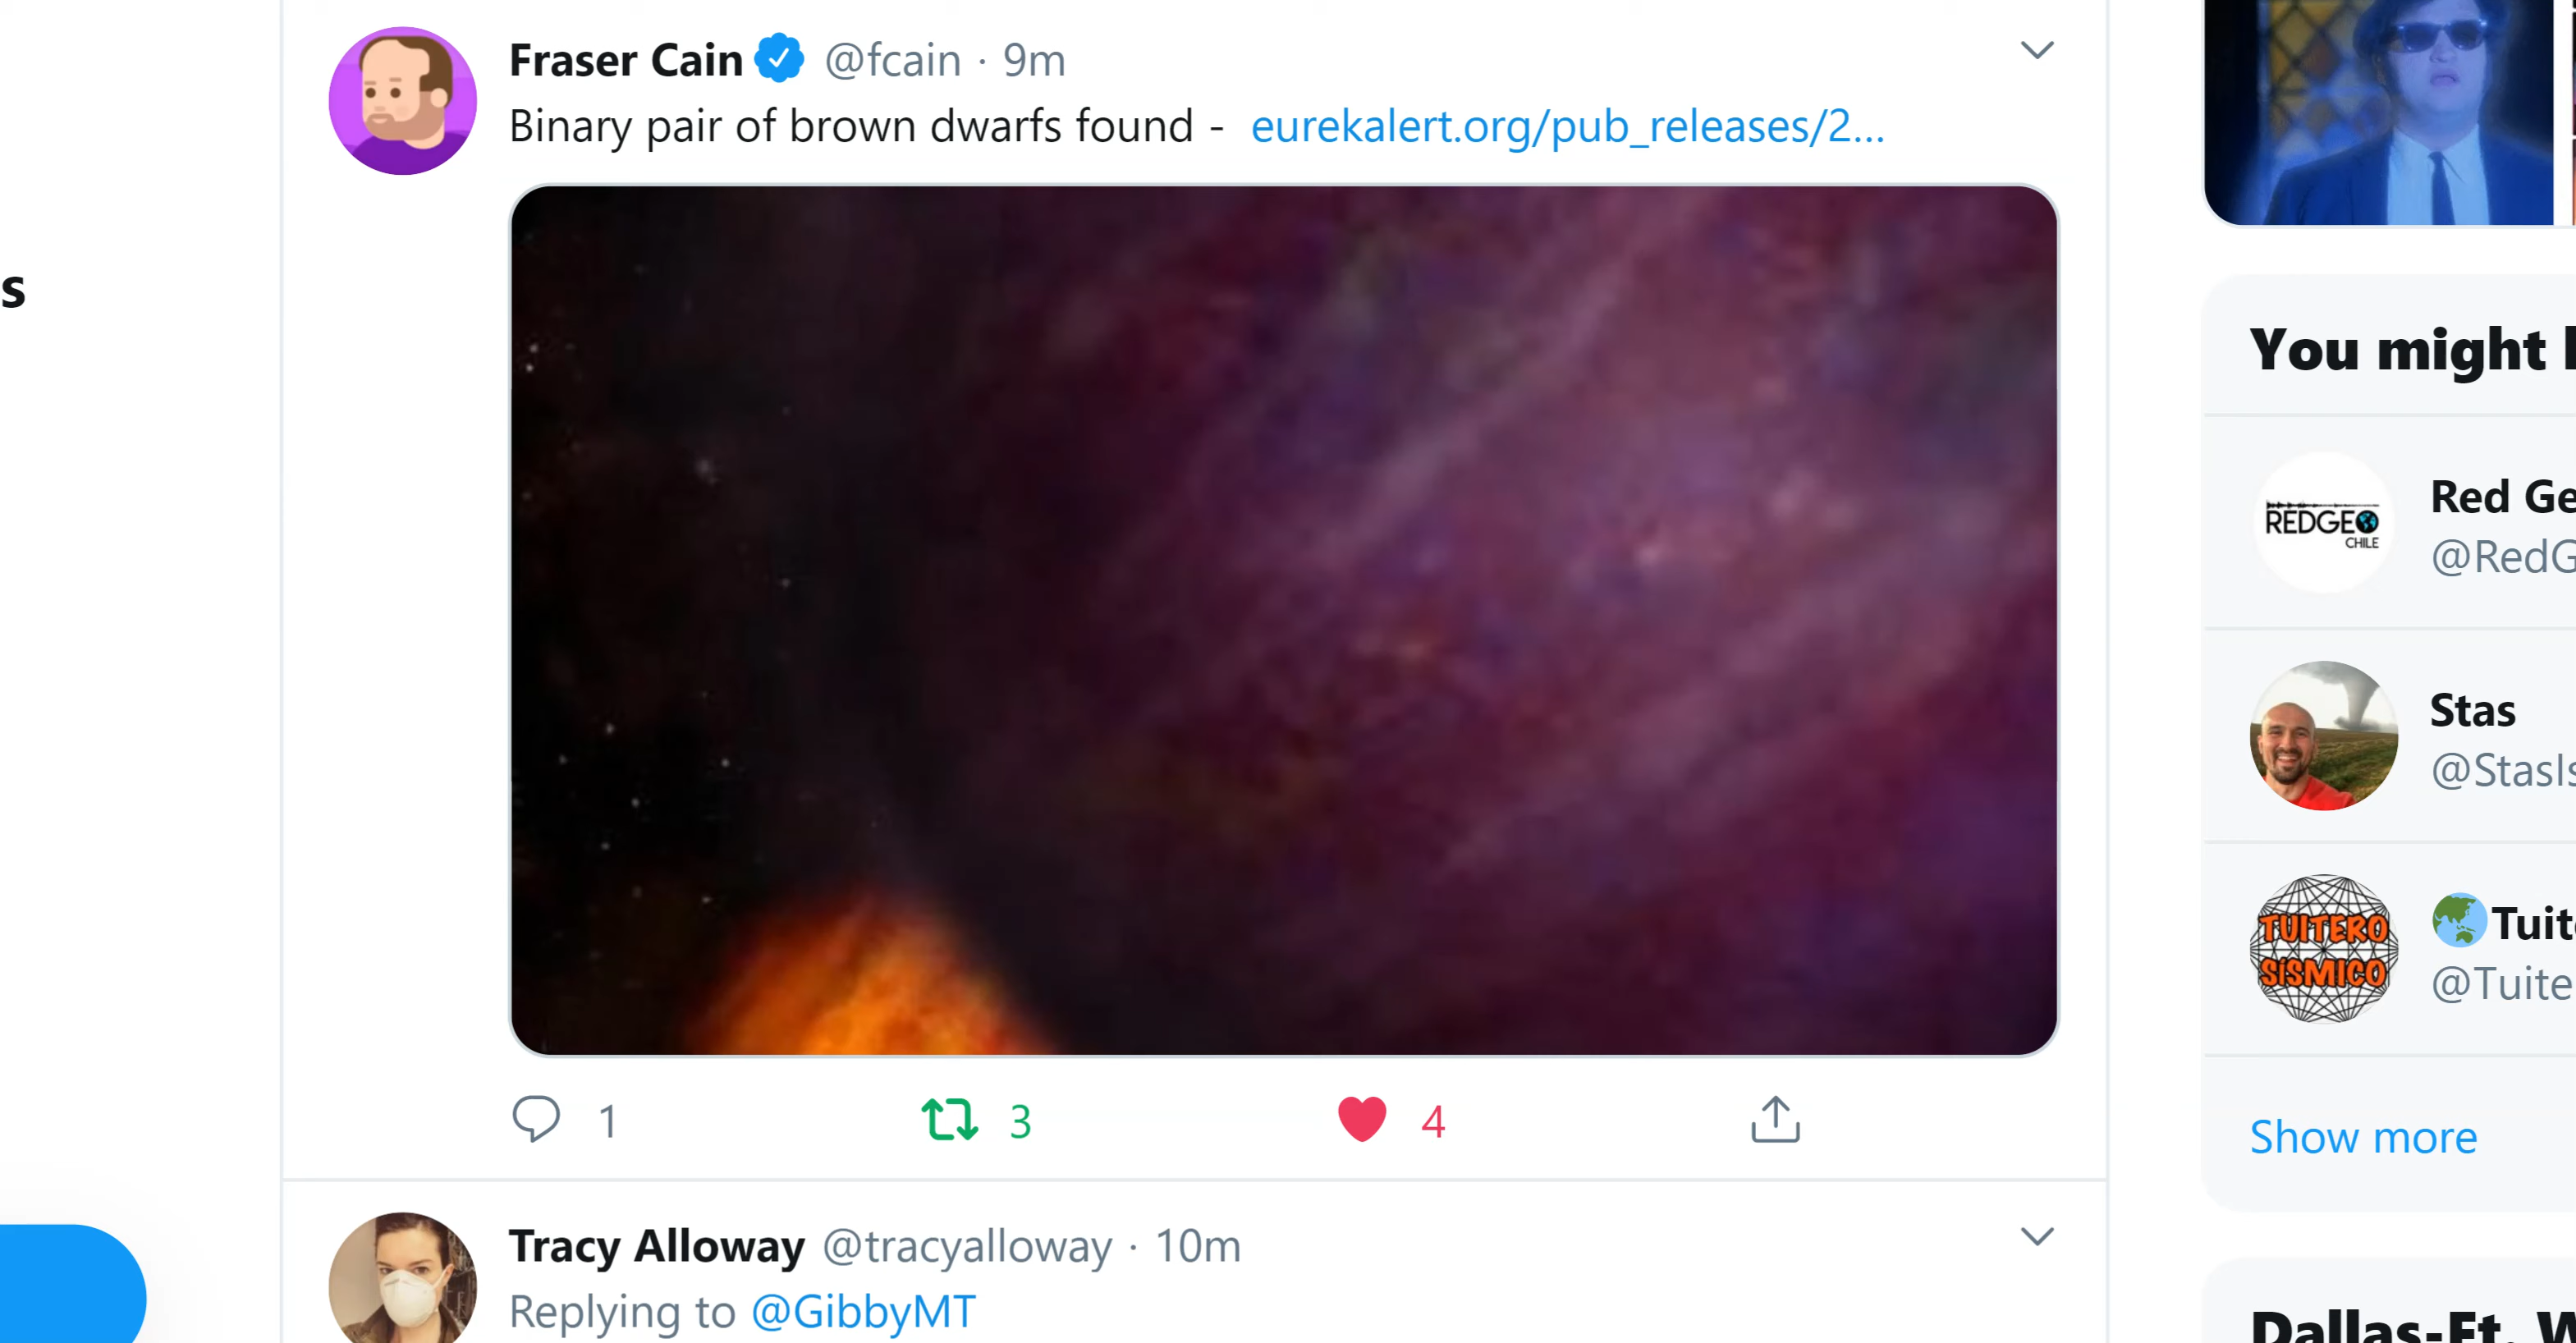 Fraser Cain @fcain · 9m
Binary pair of brown dwarfs found - eurekalert.org/pub_releases/2...
1 3 4
Tracy Alloway @tracyalloway · 10m
Replying to @GibbyMT
s
You might
REDGEO
CHILE
Red Ge
@RedG
Stas
@StasIs
TUITERO
SÍSMICO
Tuit
@Tuite
Show more
Dallas-Ft. W